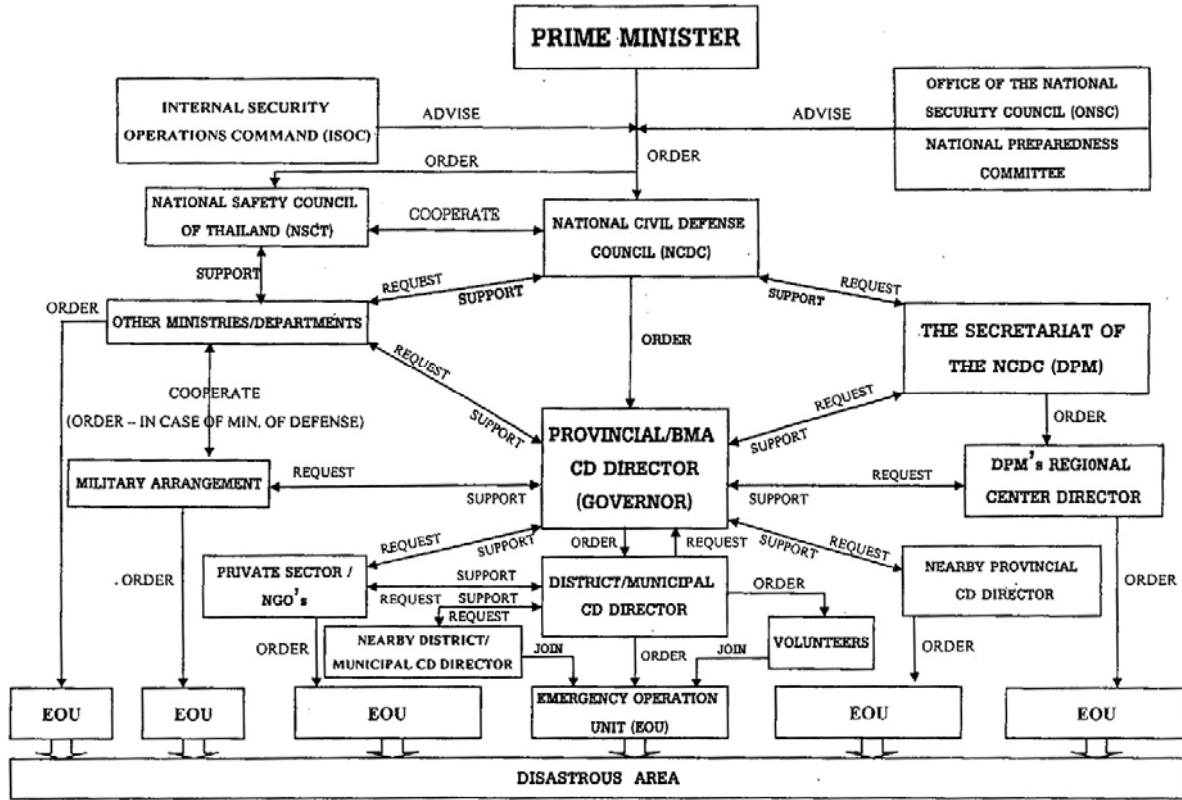 PRIME MINISTER
INTERNAL SECURITY
OPERATIONS COMMAND (ISOC)
ADVISE
ADVISE
OFFICE OF THE NATIONAL
SECURITY COUNCIL (ONSC)
NATIONAL PREPAREDNESS
COMMITTEE
ORDER
ORDER
NATIONAL SAFETY COUNCIL
OF THAILAND (NSCT)
COOPERATE
NATIONAL CIVIL DEFENSE
COUNCIL (NCDC)
SUPPORT
REQUEST
SUPPORT
REQUEST
SUPPORT
ORDER
OTHER MINISTRIES/DEPARTMENTS
THE SECRETARIAT OF
THE NCDC (DPM)
ORDER
REQUEST
SUPPORT
COOPERATE
(ORDER – IN CASE OF MIN. OF DEFENSE)
REQUEST
SUPPORT
ORDER
PROVINCIAL/BMA
CD DIRECTOR
(GOVERNOR)
MILITARY ARRANGEMENT
REQUEST
SUPPORT
REQUEST
SUPPORT
DPM's REGIONAL
CENTER DIRECTOR
REQUEST
SUPPORT
ORDER
REQUEST
REQUEST
SUPPORT
.ORDER
PRIVATE SECTOR /
NGO's
SUPPORT
REQUEST
SUPPORT
REQUEST
DISTRICT/MUNICIPAL
CD DIRECTOR
ORDER
NEARBY PROVINCIAL
CD DIRECTOR
ORDER
ORDER
NEARBY DISTRICT/
MUNICIPAL CD DIRECTOR
JOIN
ORDER
JOIN
VOLUNTEERS
ORDER
EOU
EOU
EOU
EMERGENCY OPERATION
UNIT (EOU)
EOU
EOU
DISASTROUS AREA